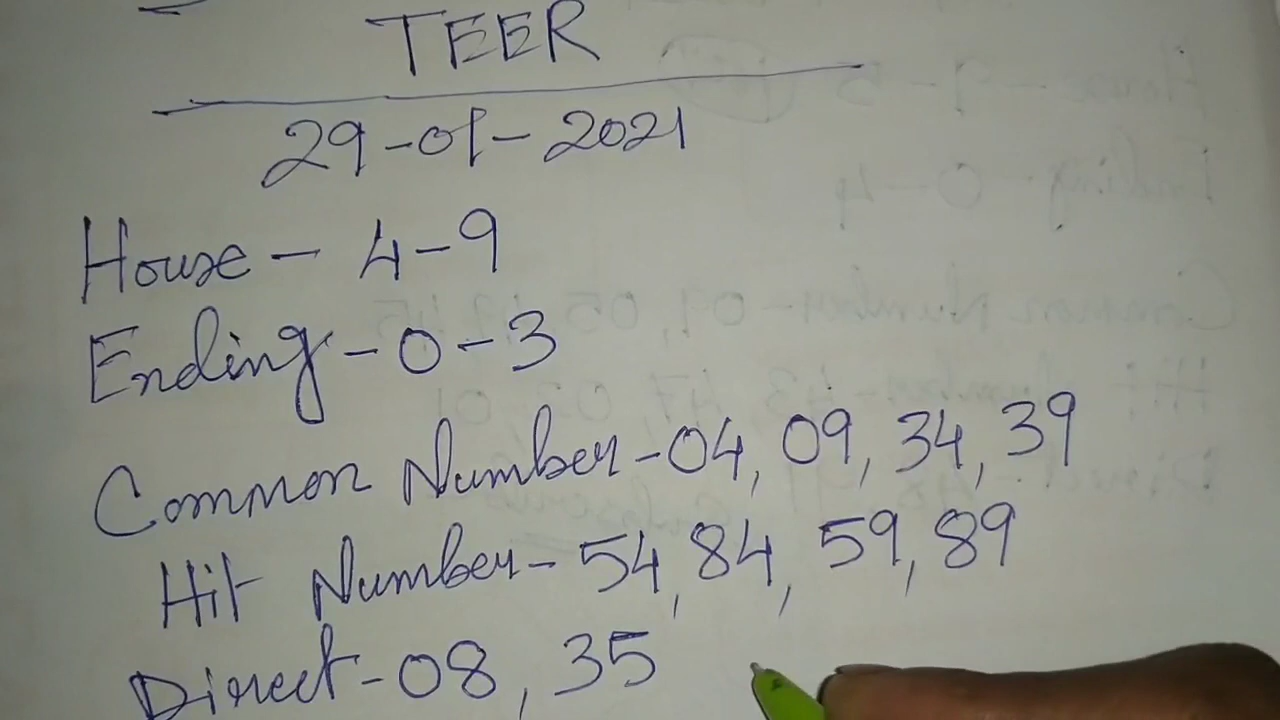 TEER
29-01-2021
House - 4-9
Ending - 0-3
Common Number - 04, 09, 34, 39
Hit Number - 54, 84, 59, 89
Direct - 08, 35